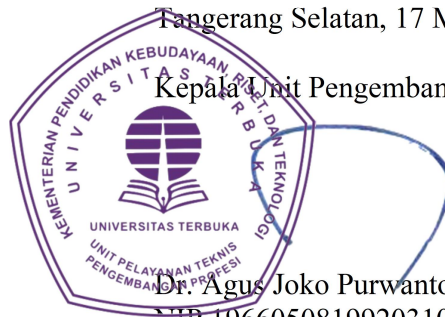 Tangerang Selatan, 17 M
Kepala Unit Pengemban
KEMENTERIAN PENDIDIKAN KEBUDAYAAN, RISET, DAN TEKNOLOGI
UNIVERSITAS TERBUKA
UNIVERSITAS TERBUKA
UNIT PELAYANAN TEKNIS
PENGEMBANGAN PROFESI
Dr. Agus Joko Purwanto